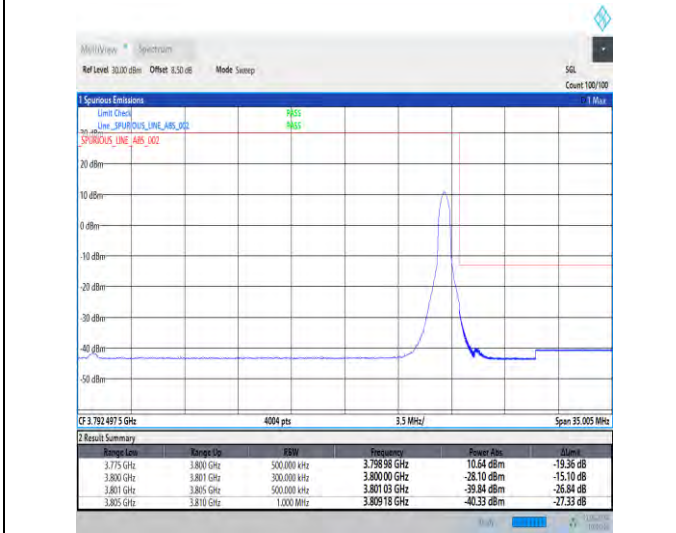 MultiView Spectrum
Ref Level 30.00 dBm Offset 8.50 dB Mode Sweep SGL
Count 100/100
1 Spurious Emissions 1 Max
Limit Check PASS
Line _SPURIOUS_LINE_ABS_002 PASS
_SPURIOUS_LINE_ABS_002
20 dBm
10 dBm
0 dBm
-10 dBm
-20 dBm
-30 dBm
-40 dBm
-50 dBm
CF 3.792 497 5 GHz 4004 pts 3.5 MHz/ Span 35.005 MHz
2 Result Summary
Range Low Range Up RBW Frequency Power Abs ΔLimit
3.775 GHz 3.800 GHz 500.000 kHz 3.798 98 GHz 10.64 dBm -19.36 dB
3.800 GHz 3.801 GHz 300.000 kHz 3.800 00 GHz -28.10 dBm -15.10 dB
3.801 GHz 3.805 GHz 500.000 kHz 3.801 03 GHz -39.84 dBm -26.84 dB
3.805 GHz 3.810 GHz 1.000 MHz 3.809 18 GHz -40.33 dBm -27.33 dB